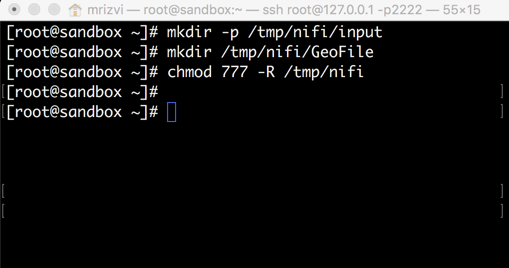 mrizvi — root@sandbox:~ — ssh root@127.0.0.1 -p2222 — 55×15
[root@sandbox ~]# mkdir -p /tmp/nifi/input
[root@sandbox ~]# mkdir /tmp/nifi/GeoFile
[root@sandbox ~]# chmod 777 -R /tmp/nifi
[root@sandbox ~]#
[root@sandbox ~]#